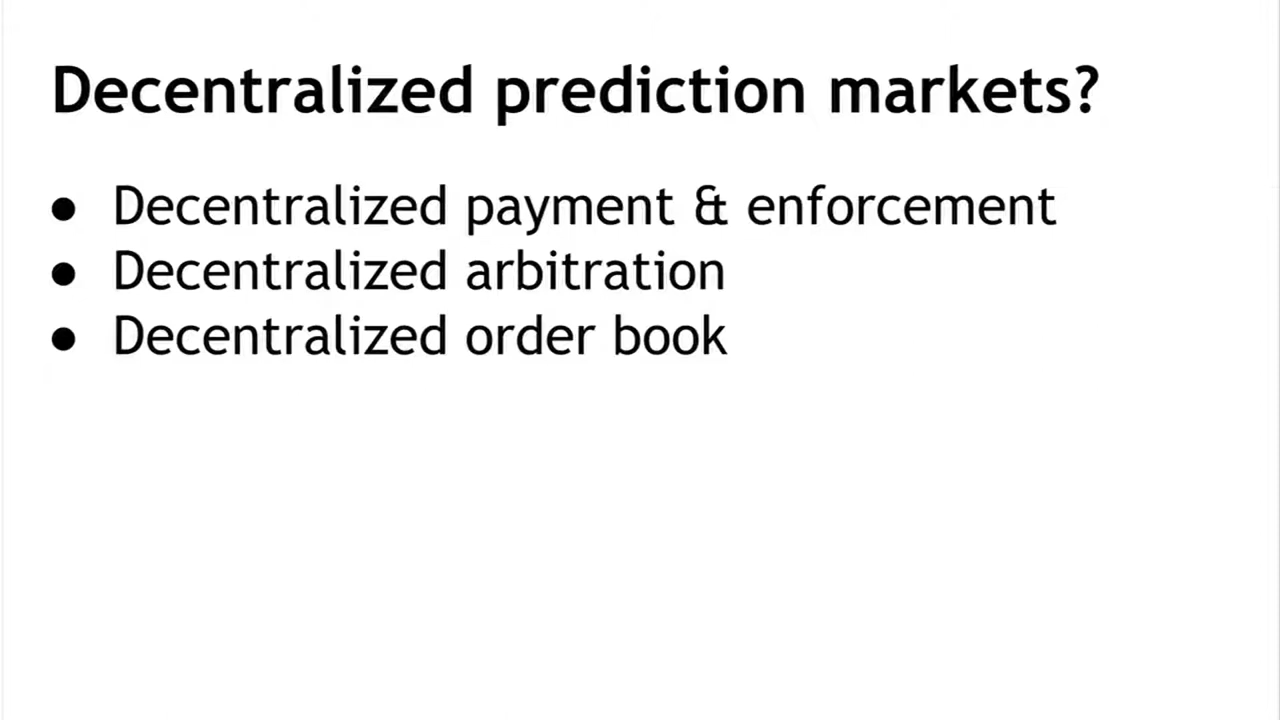 Decentralized prediction markets?
● Decentralized payment & enforcement
● Decentralized arbitration
● Decentralized order book